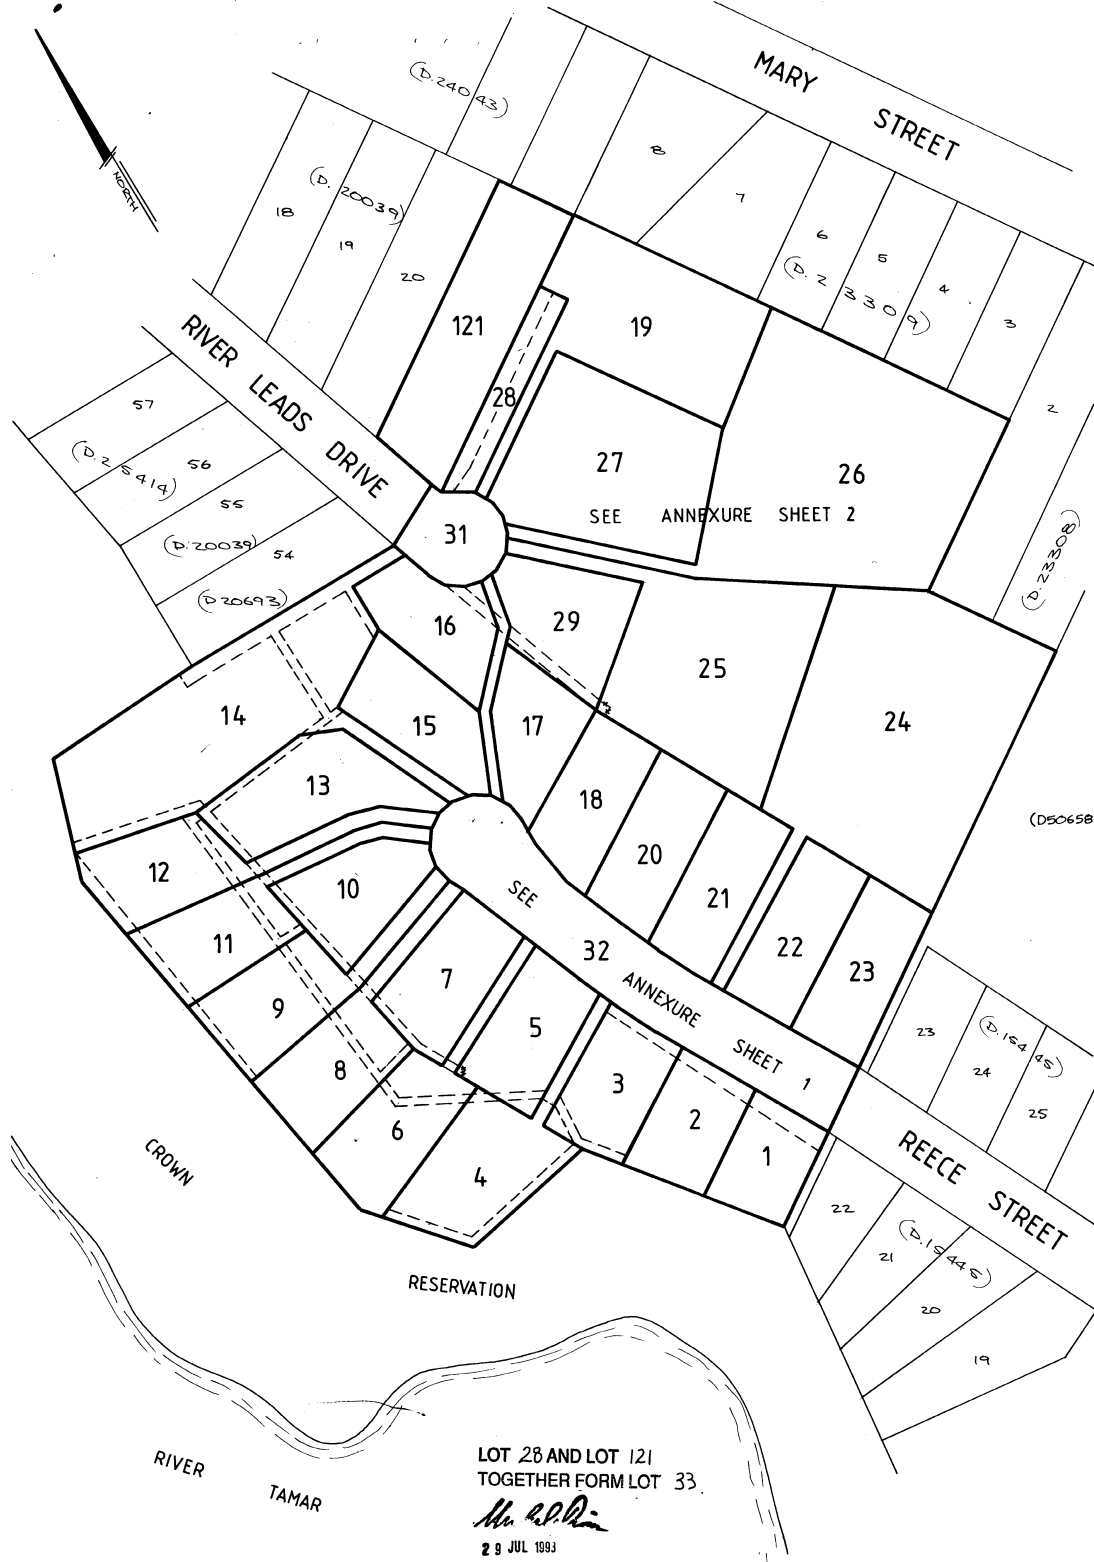 MARY STREET
(D.24043)
NORTH
18
(D.20039)
19
20
8
7
6
5
4
3
2
(D.23309)
121
19
28
RIVER LEADS DRIVE
57
(D.25414)
56
55
(D.20039)
54
(D20693)
27
26
SEE ANNEXURE SHEET 2
31
(D.23308)
16
29
25
14
15
17
24
13
18
(D50658
12
10
20
21
SEE
11
32
22
23
7
ANNEXURE
9
5
SHEET 1
23
(D.15445)
24
25
8
3
2
6
1
4
REECE STREET
22
21
(D.15445)
20
19
CROWN
RESERVATION
RIVER TAMAR
LOT 28 AND LOT 121
TOGETHER FORM LOT 33.
29 JUL 1993